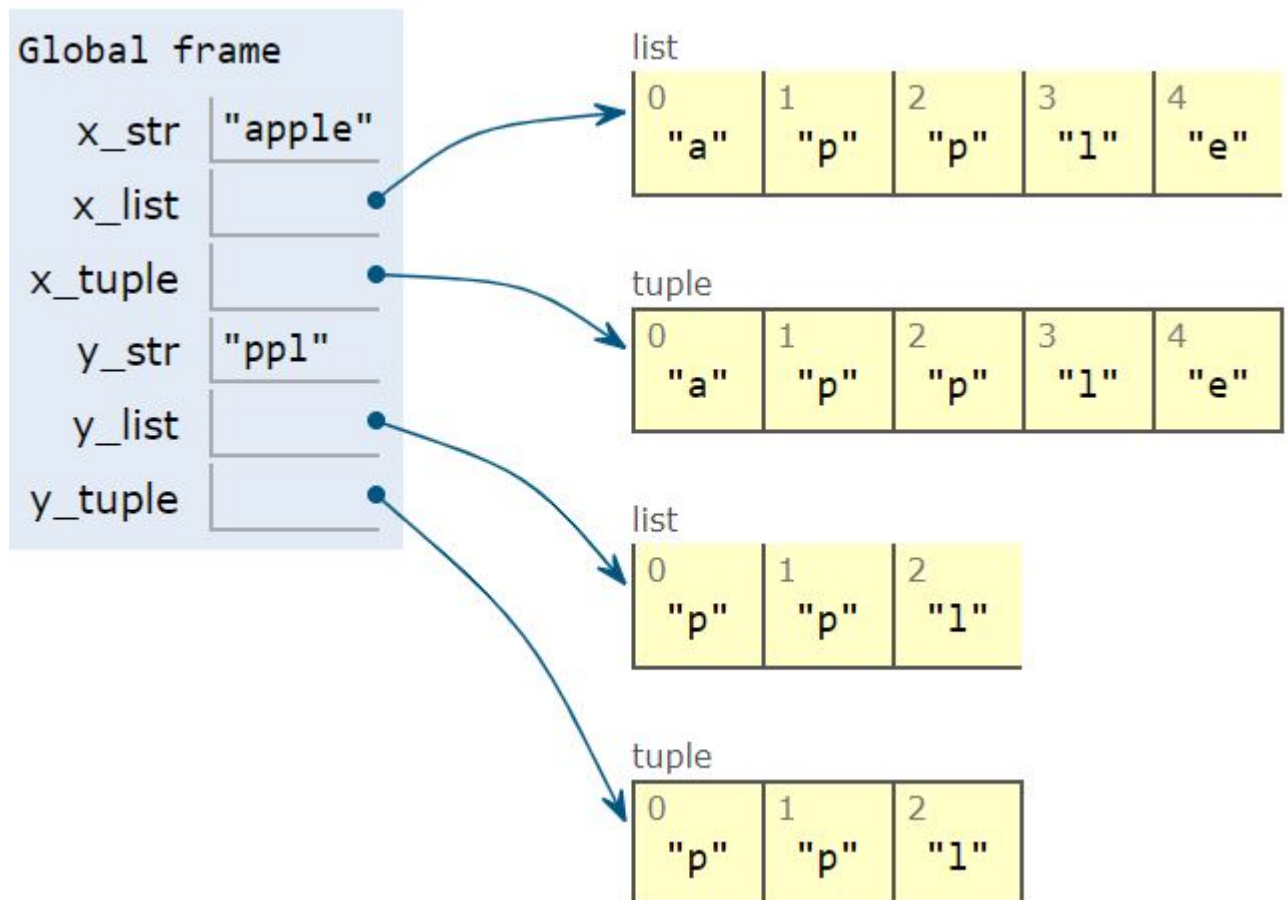 Global frame
x_str "apple"
x_list
x_tuple
y_str "ppl"
y_list
y_tuple
list
0 1 2 3 4
"a" "p" "p" "l" "e"
tuple
0 1 2 3 4
"a" "p" "p" "l" "e"
list
0 1 2
"p" "p" "l"
tuple
0 1 2
"p" "p" "l"